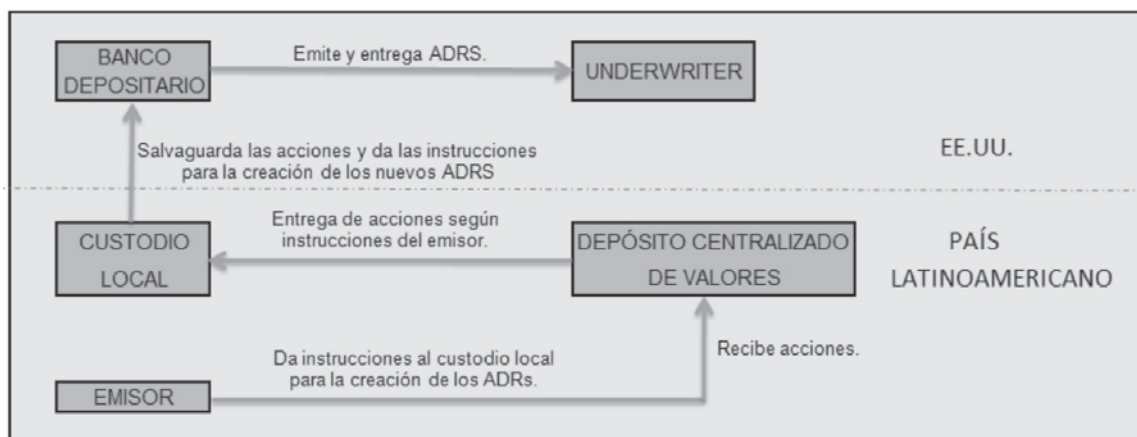 BANCO
DEPOSITARIO
Emite y entrega ADRS.
UNDERWRITER
Salvaguarda las acciones y da las instrucciones
para la creación de los nuevos ADRS
EE.UU.
Entrega de acciones según
instrucciones del emisor.
CUSTODIO
LOCAL
DEPÓSITO CENTRALIZADO
DE VALORES
PAÍS
LATINOAMERICANO
Da instrucciones al custodio local
para la creación de los ADRs.
Recibe acciones.
EMISOR